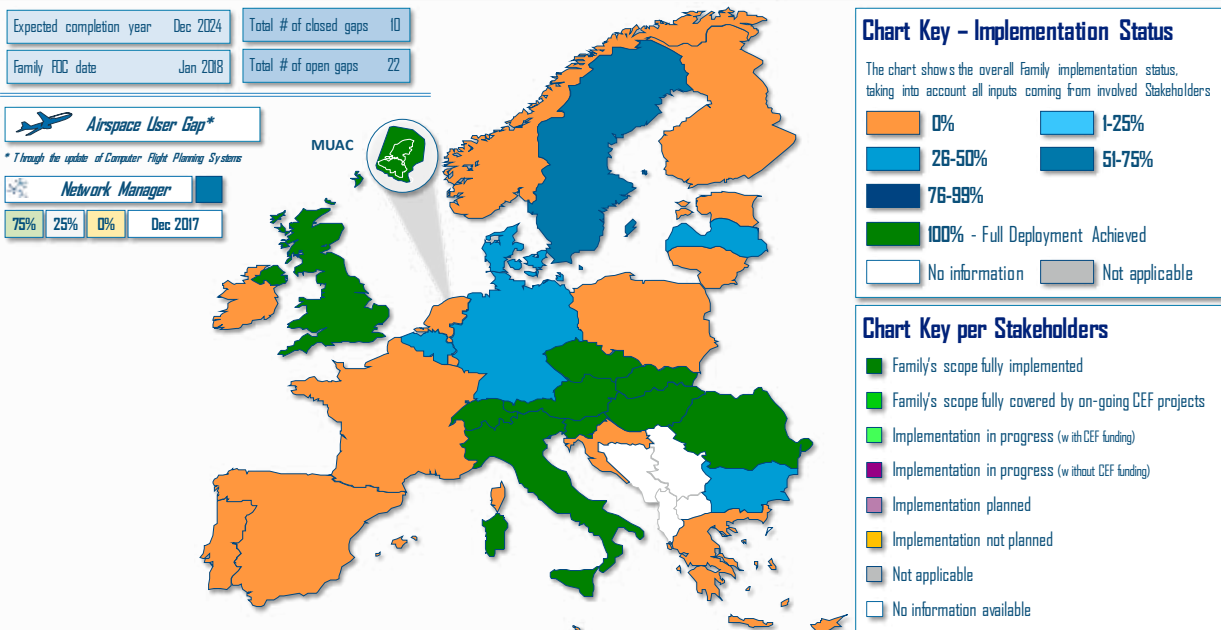 Expected completion year Dec 2024
Total # of closed gaps 10
Family FOC date Jan 2018
Total # of open gaps 22
Airspace User Gap*
* Through the update of Computer Flight Planning Systems
Network Manager
75% 25% 0% Dec 2017
MUAC
Chart Key – Implementation Status
The chart shows the overall Family implementation status,
taking into account all inputs coming from involved Stakeholders
0% 1-25%
26-50% 51-75%
76-99%
100% - Full Deployment Achieved
No information Not applicable
Chart Key per Stakeholders
Family's scope fully implemented
Family's scope fully covered by on-going CEF projects
Implementation in progress (with CEF funding)
Implementation in progress (without CEF funding)
Implementation planned
Implementation not planned
Not applicable
No information available